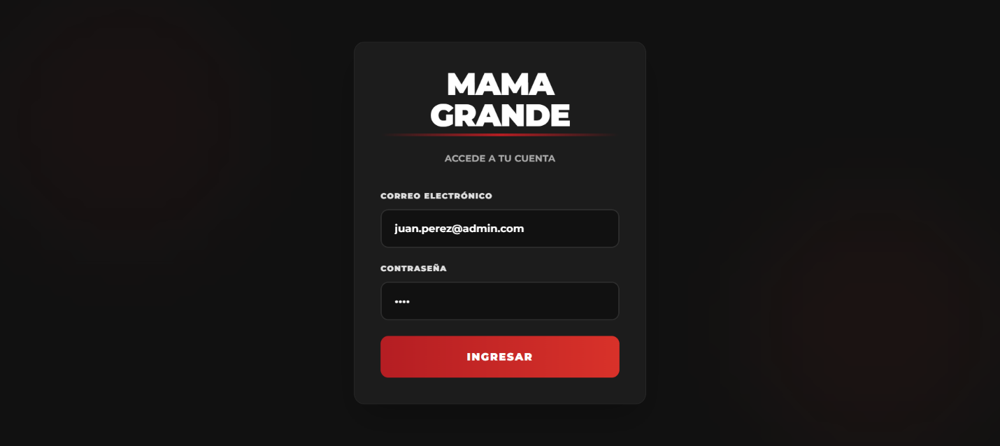 MAMA
GRANDE
ACCEDE A TU CUENTA
CORREO ELECTRÓNICO
juan.perez@admin.com
CONTRASEÑA
••••
INGRESAR